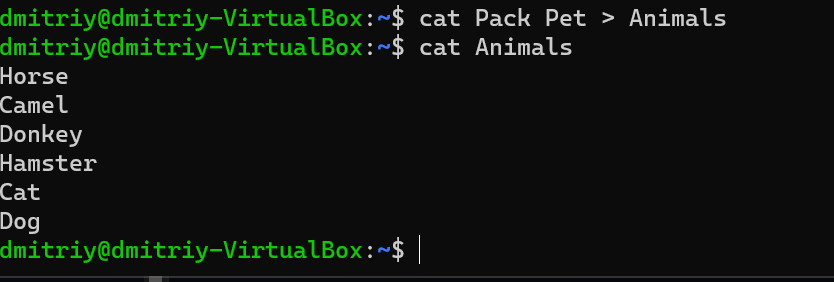 dmitriy@dmitriy-VirtualBox:~$ cat Pack Pet > Animals
dmitriy@dmitriy-VirtualBox:~$ cat Animals
Horse
Camel
Donkey
Hamster
Cat
Dog
dmitriy@dmitriy-VirtualBox:~$